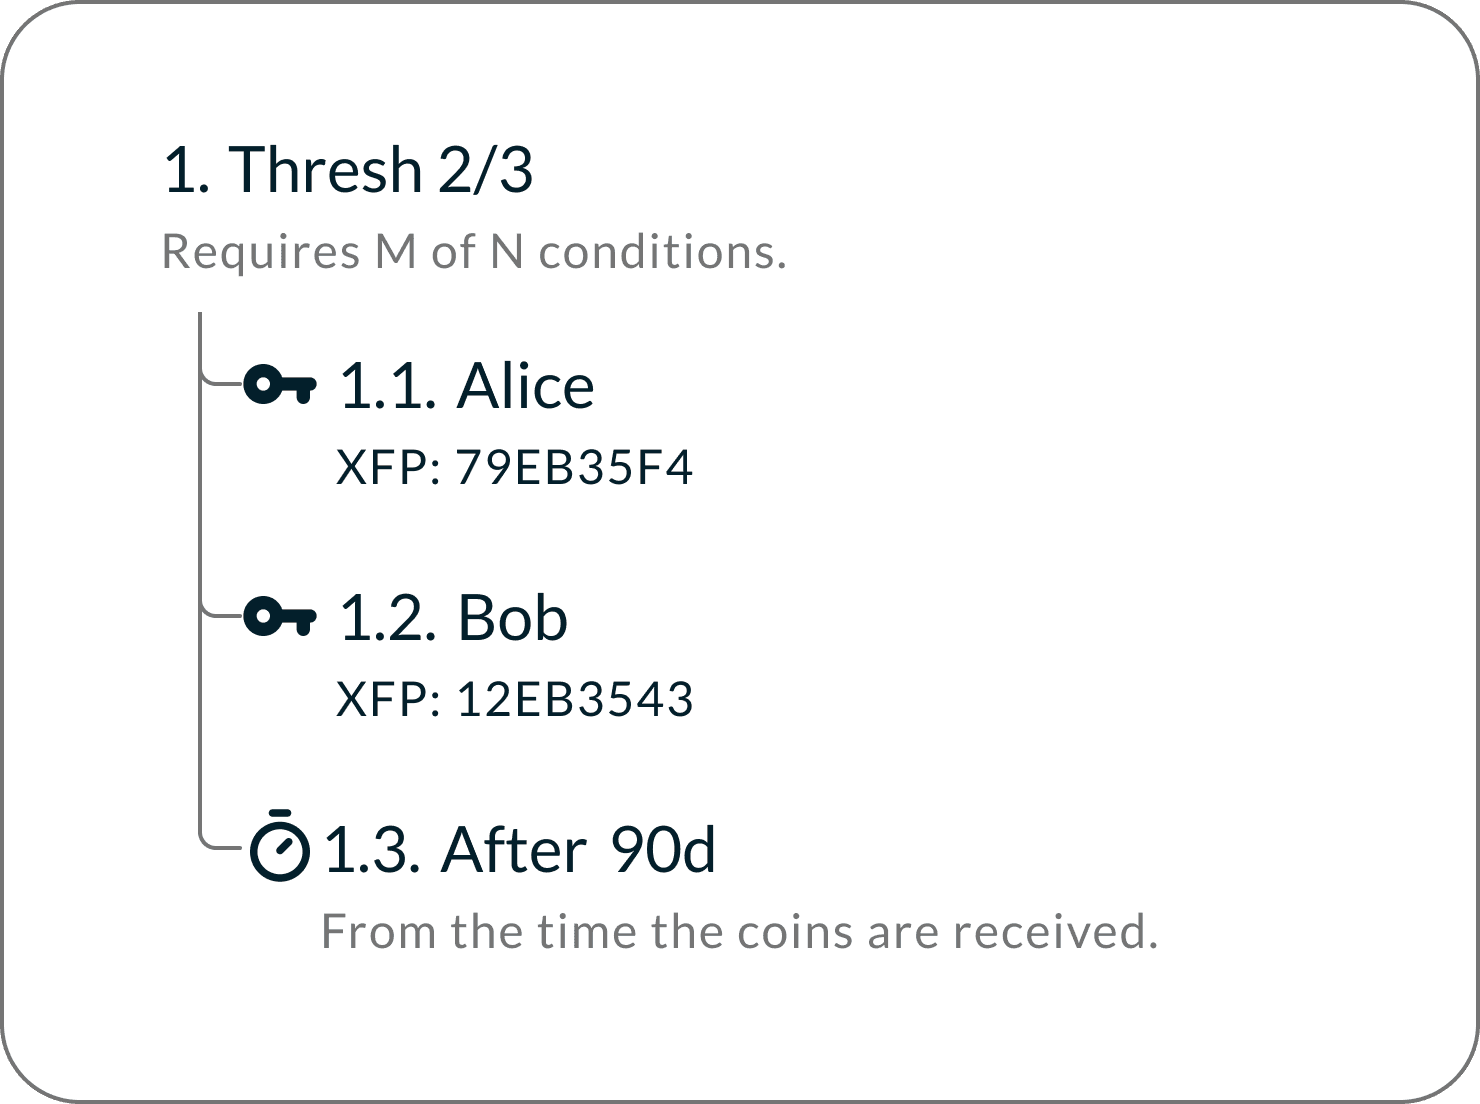 1. Thresh 2/3
Requires M of N conditions.
1.1. Alice
XFP: 79EB35F4
1.2. Bob
XFP: 12EB3543
1.3. After 90d
From the time the coins are received.